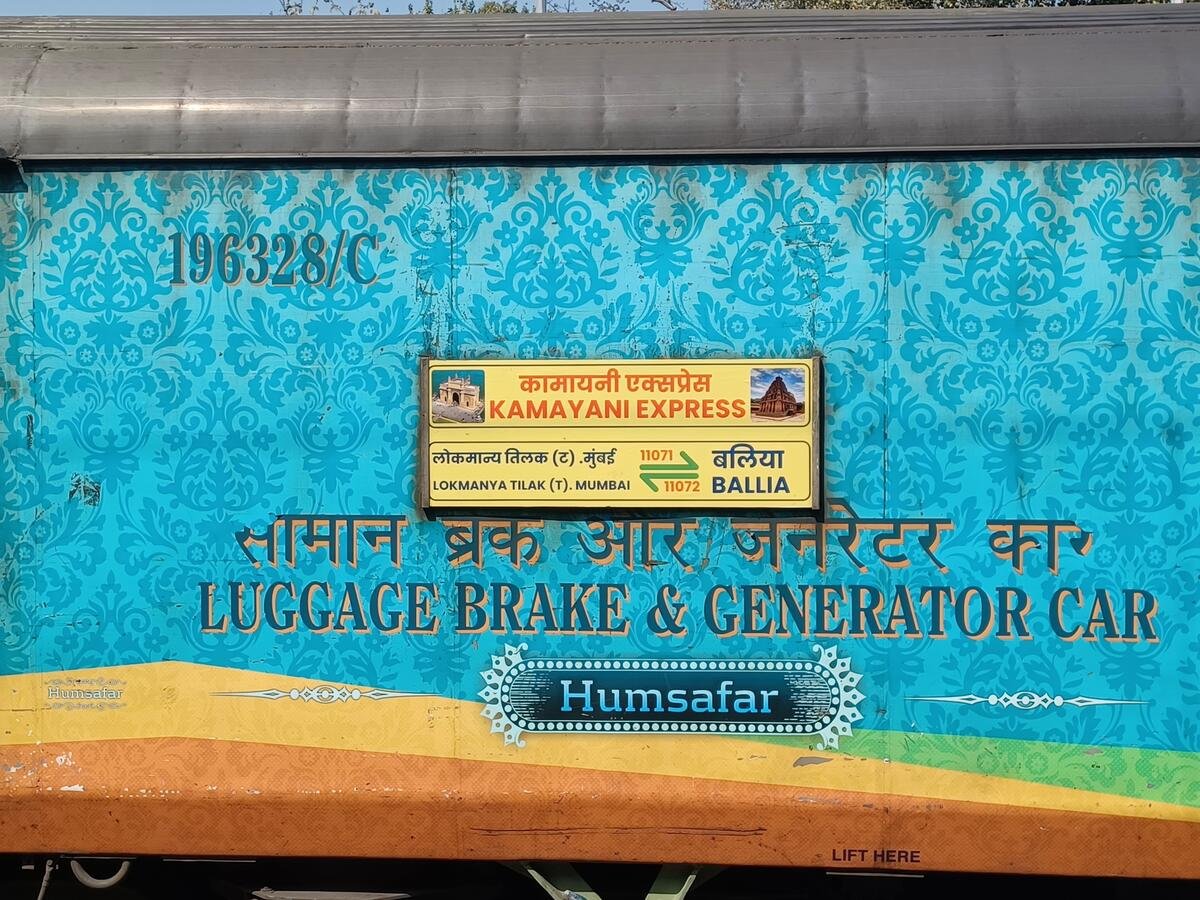 196328/C
कामायनी एक्सप्रेस
KAMAYANI EXPRESS
लोकमान्य तिलक (ट) .मुंबई
11071
बलिया
LOKMANYA TILAK (T). MUMBAI
11072
BALLIA
सामान ब्रेक और जनरेटर कार
LUGGAGE BRAKE & GENERATOR CAR
Humsafar
Humsafar
LIFT HERE